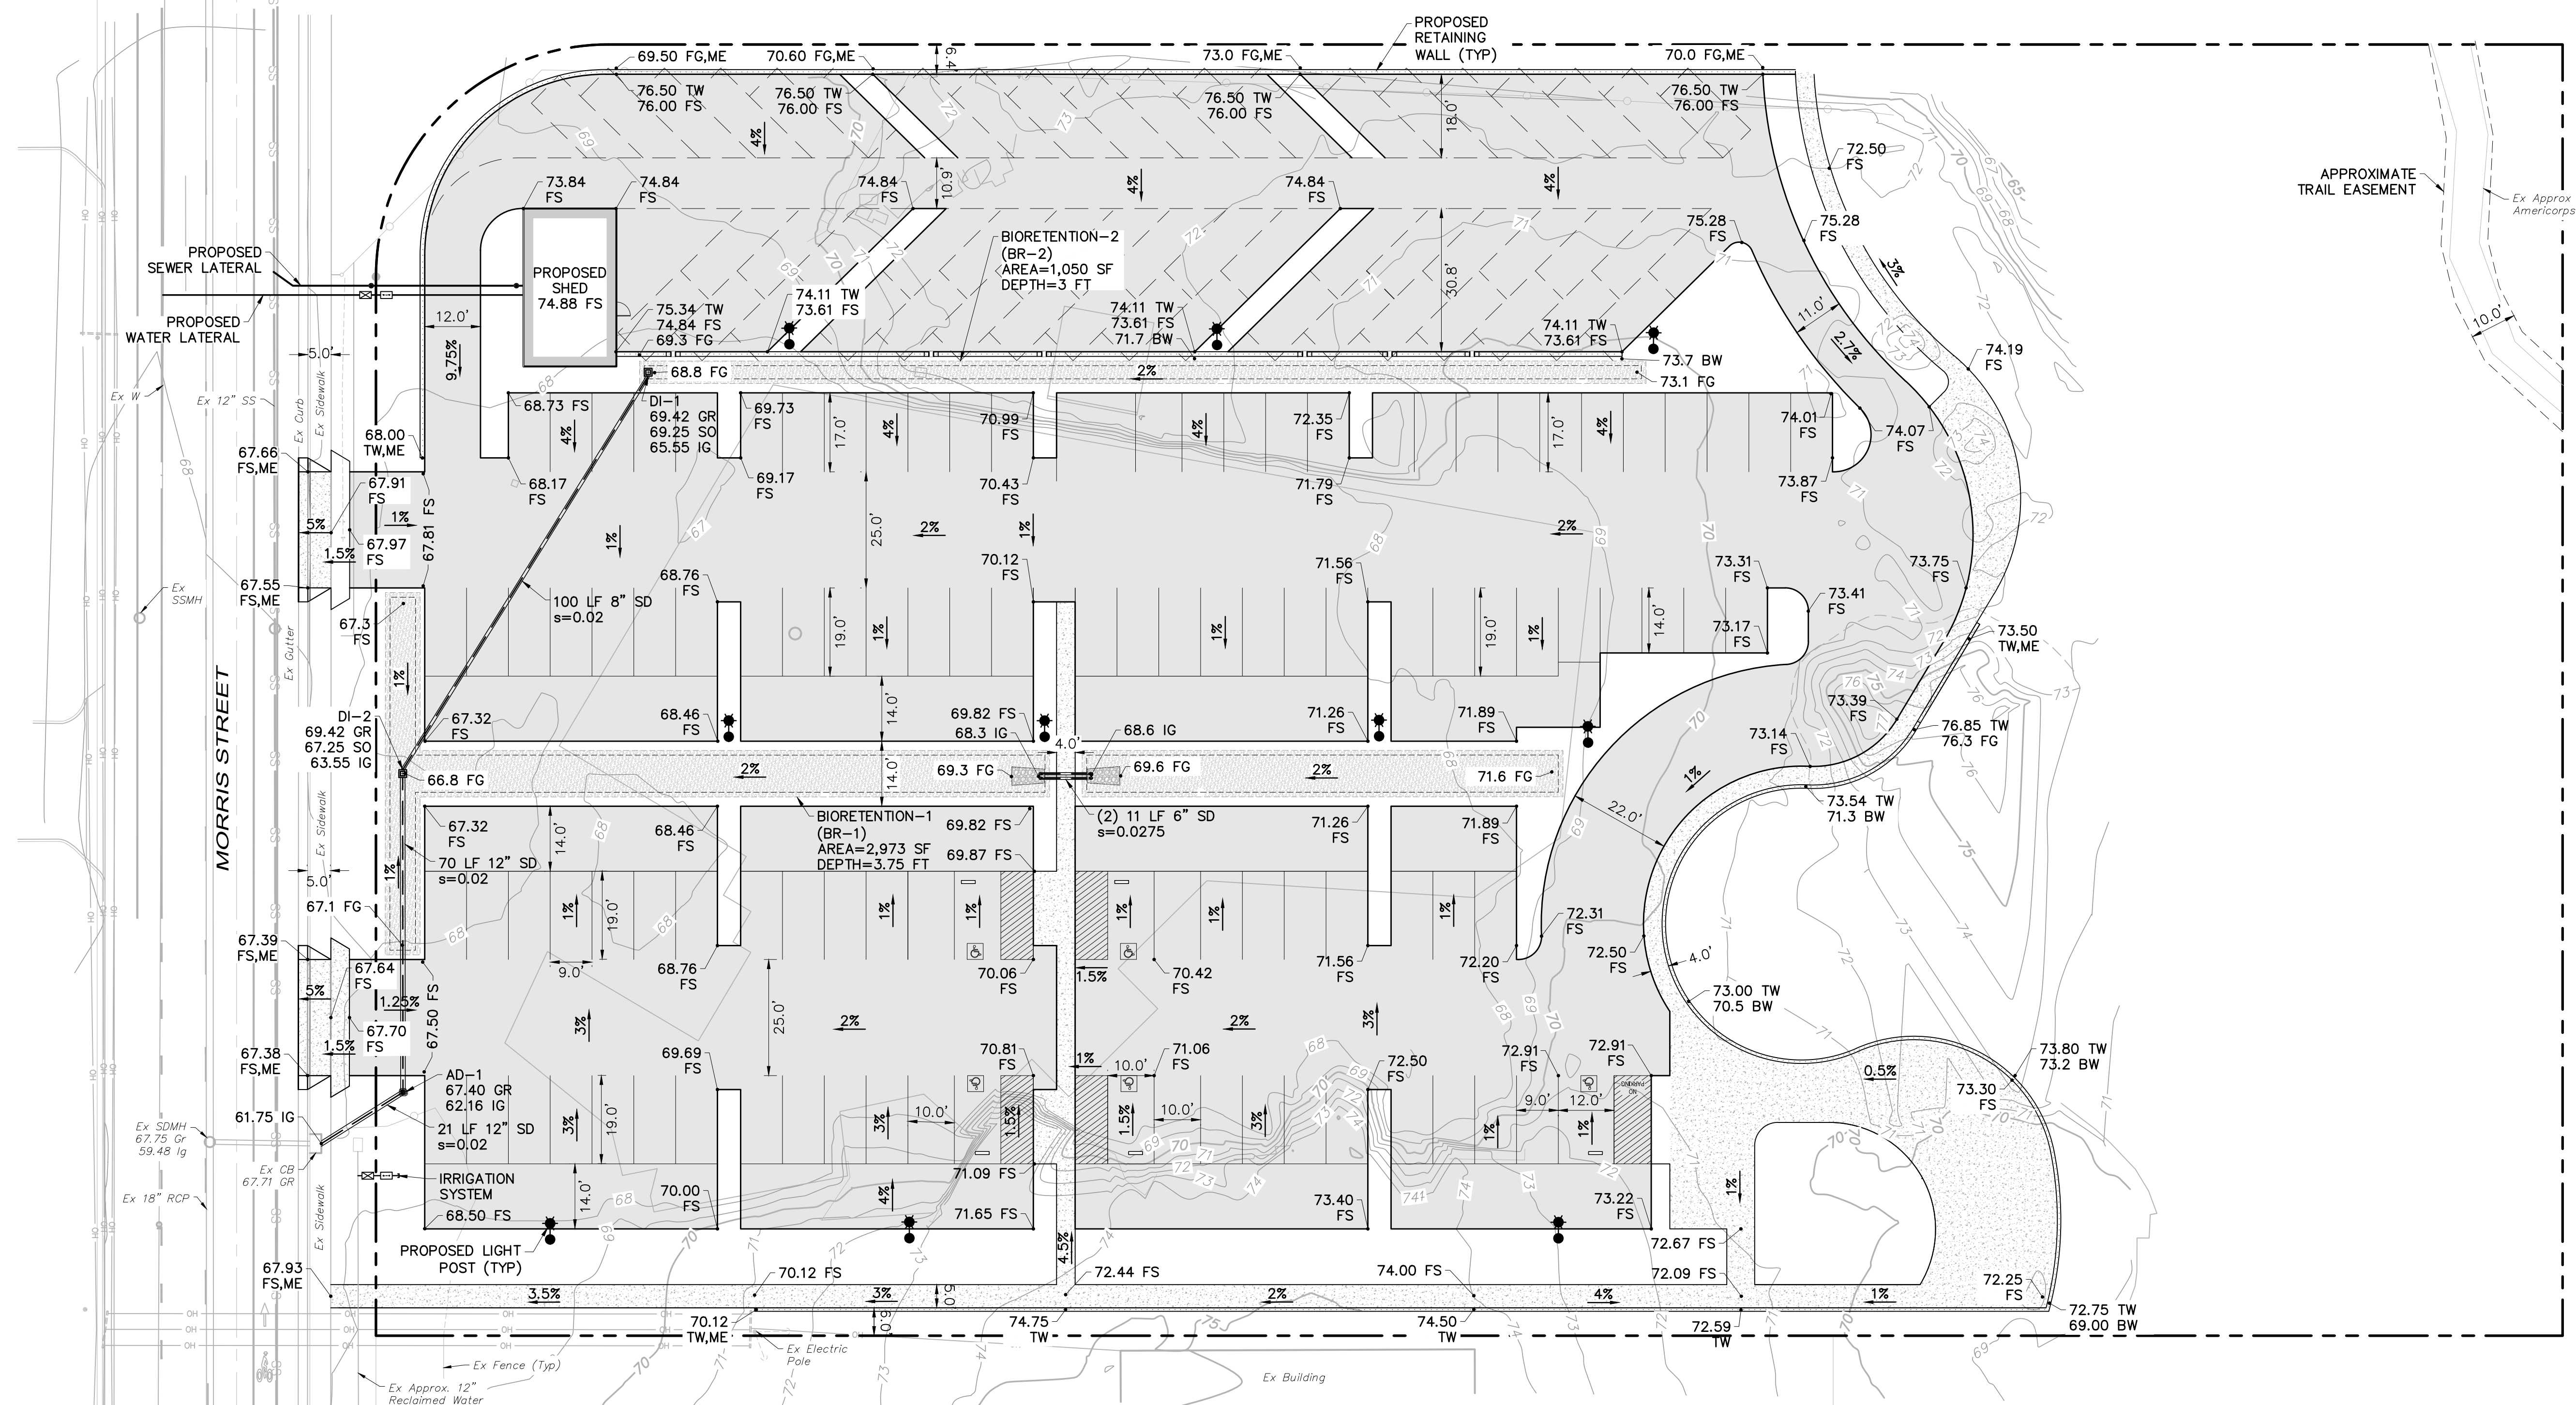 PROPOSED
RETAINING
WALL (TYP)
69.50 FG,ME
70.60 FG,ME
6.4'
73.0 FG,ME
70.0 FG,ME
76.50 TW
76.00 FS
76.50 TW
76.00 FS
76.50 TW
76.00 FS
76.50 TW
76.00 FS
4%
18.0'
72.50
FS
APPROXIMATE
TRAIL EASEMENT
Ex Approx
Americorps
10.0'
73.84
FS
74.84
FS
74.84
FS
10.9'
4%
74.84
FS
4%
75.28
FS
75.28
FS
3%
PROPOSED
SEWER LATERAL
PROPOSED
SHED
74.88 FS
BIORETENTION-2
(BR-2)
AREA=1,050 SF
DEPTH=3 FT
30.8'
11.0'
2.7%
PROPOSED
WATER LATERAL
12.0'
9.75%
75.34 TW
74.84 FS
69.3 FG
74.11 TW
73.61 FS
74.11 TW
73.61 FS
71.7 BW
74.11 TW
73.61 FS
73.7 BW
73.1 FG
74.19
FS
5.0'
68.8 FG
2%
Ex W
Ex 12" SS
Ex Curb
Ex Sidewalk
68.73 FS
DI-1
69.42 GR
69.25 SO
65.55 IG
69.73
FS
17.0'
4%
4%
70.99
FS
4%
72.35
FS
17.0'
4%
74.01
FS
74.07
FS
68.00
TW,ME
67.66
FS,ME
67.91
FS
68.17
FS
69.17
FS
70.43
FS
71.79
FS
73.87
FS
5%
1%
67.81 FS
67.97
FS
1.5%
1%
25.0'
2%
1%
2%
67.55
FS,ME
68.76
FS
70.12
FS
71.56
FS
73.31
FS
73.75
FS
73.41
FS
Ex
SSMH
100 LF 8" SD
s=0.02
67.3
FS
19.0'
1%
1%
19.0'
1%
14.0'
73.17
FS
73.50
TW,ME
Ex Gutter
1%
MORRIS STREET
DI-2
69.42 GR
67.25 SO
63.55 IG
67.32
FS
68.46
FS
14.0'
69.82 FS
68.3 IG
68.6 IG
4.0'
71.26
FS
71.89
FS
73.39
FS
76.85 TW
76.3 FG
73.14
FS
66.8 FG
2%
14.0'
69.3 FG
69.6 FG
2%
71.6 FG
1%
22.0'
73.54 TW
71.3 BW
67.32
FS
14.0'
68.46
FS
BIORETENTION-1
(BR-1)
AREA=2,973 SF
DEPTH=3.75 FT
69.82 FS
69.87 FS
(2) 11 LF 6" SD
s=0.0275
71.26
FS
71.89
FS
Ex Sidewalk
5.0'
1%
70 LF 12" SD
s=0.02
67.1 FG
1%
19.0'
1%
1%
1%
1%
1%
72.31
FS
72.50
FS
4.0'
67.39
FS,ME
67.64
FS
9.0'
68.76
FS
70.06
FS
1.5%
70.42
FS
71.56
FS
72.20
FS
5%
1.25%
67.50 FS
67.70
FS
1.5%
3%
25.0'
2%
2%
3%
73.00 TW
70.5 BW
67.38
FS,ME
69.69
FS
70.81
FS
1%
10.0'
71.06
FS
72.50
FS
72.91
FS
72.91
FS
73.80 TW
73.2 BW
0.5%
73.30
FS
AD-1
67.40 GR
62.16 IG
61.75 IG
21 LF 12" SD
s=0.02
3%
19.0'
3%
10.0'
1.5%
1.5%
10.0'
3%
9.0'
12.0'
1%
1%
NO
PARKING
Ex SDMH
67.75 Gr
59.48 Ig
Ex CB
67.71 GR
Ex 18" RCP
IRRIGATION
SYSTEM
68.50 FS
14.0'
70.00
FS
4%
71.09 FS
71.65 FS
73.40
FS
73.22
FS
1%
72.67 FS
Ex Sidewalk
PROPOSED LIGHT
POST (TYP)
4.5%
67.93
FS,ME
3.5%
70.12 FS
3%
5.0'
72.44 FS
2%
74.00 FS
4%
72.09 FS
1%
72.25
FS
70.12
TW,ME
6.0'
74.75
TW
74.50
TW
72.59
TW
72.75 TW
69.00 BW
Ex Electric
Pole
Ex Fence (Typ)
Ex Approx. 12"
Reclaimed Water
Ex Building